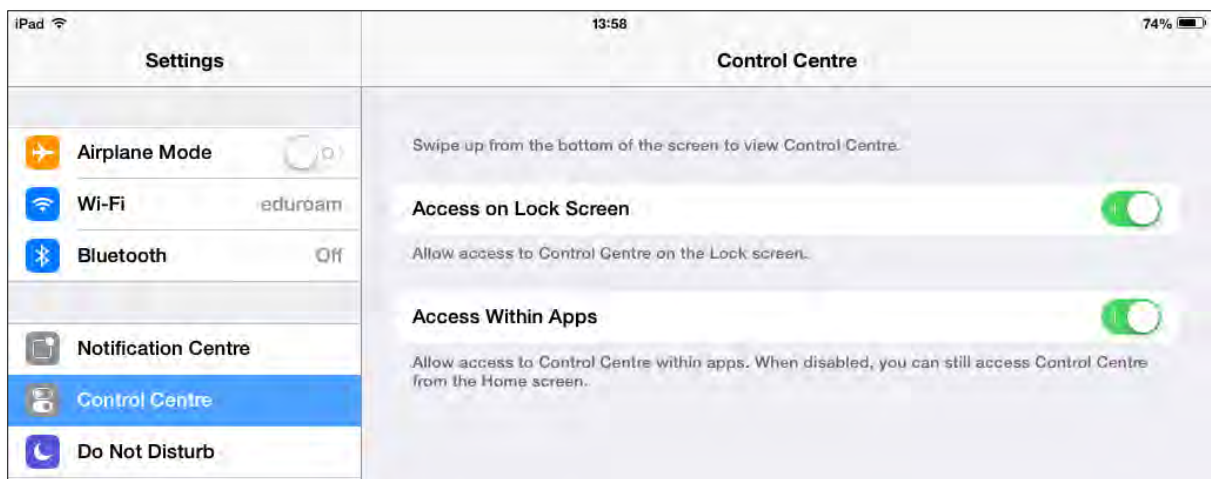 iPad 13:58 74%
Settings
Control Centre
Airplane Mode
Wi-Fi eduroam
Bluetooth Off
Notification Centre
Control Centre
Do Not Disturb
Swipe up from the bottom of the screen to view Control Centre.
Access on Lock Screen
Allow access to Control Centre on the Lock screen.
Access Within Apps
Allow access to Control Centre within apps. When disabled, you can still access Control Centre
from the Home screen.